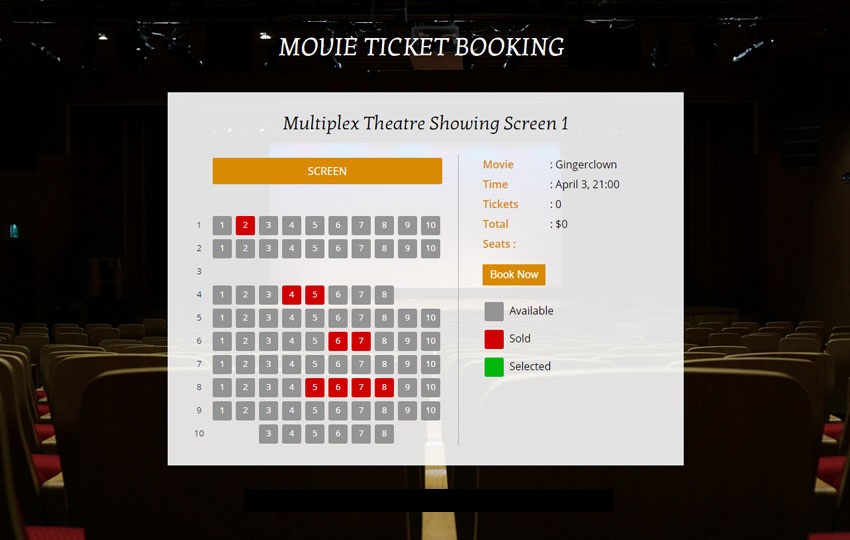 MOVIE TICKET BOOKING
Multiplex Theatre Showing Screen 1
SCREEN
Movie : Gingerclown
Time : April 3, 21:00
Tickets : 0
Total : $0
Seats :
Book Now
Available
Sold
Selected
1 1 2 3 4 5 6 7 8 9 10
2 1 2 3 4 5 6 7 8 9 10
3
4 1 2 3 4 5 6 7 8
5 1 2 3 4 5 6 7 8 9 10
6 1 2 3 4 5 6 7 8 9 10
7 1 2 3 4 5 6 7 8 9 10
8 1 2 3 4 5 6 7 8 9 10
9 1 2 3 4 5 6 7 8 9 10
10 3 4 5 6 7 8